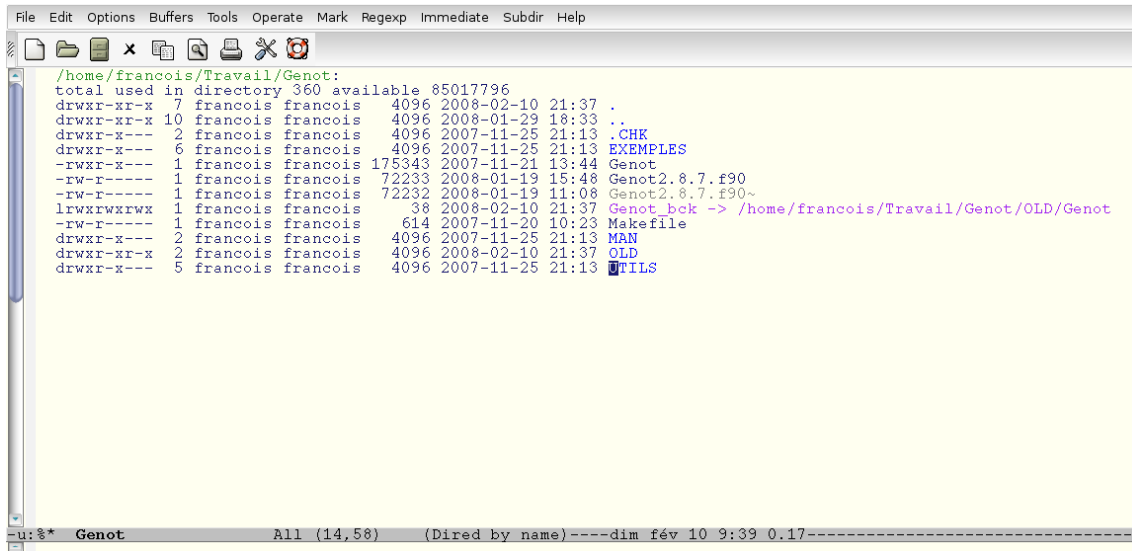 File Edit Options Buffers Tools Operate Mark Regexp Immediate Subdir Help
/home/francois/Travail/Genot:
total used in directory 360 available 85017796
drwxr-xr-x  7 francois francois   4096 2008-02-10 21:37 .
drwxr-xr-x 10 francois francois   4096 2008-01-29 18:33 ..
drwxr-x---  2 francois francois   4096 2007-11-25 21:13 .CHK
drwxr-x---  6 francois francois   4096 2007-11-25 21:13 EXEMPLES
-rwxr-x---  1 francois francois 175343 2007-11-21 13:44 Genot
-rw-r-----  1 francois francois  72233 2008-01-19 15:48 Genot2.8.7.f90
-rw-r-----  1 francois francois  72232 2008-01-19 11:08 Genot2.8.7.f90~
lrwxrwxrwx  1 francois francois     38 2008-02-10 21:37 Genot_bck -> /home/francois/Travail/Genot/OLD/Genot
-rw-r-----  1 francois francois    614 2007-11-20 10:23 Makefile
drwxr-x---  2 francois francois   4096 2007-11-25 21:13 MAN
drwxr-xr-x  2 francois francois   4096 2008-02-10 21:37 OLD
drwxr-x---  5 francois francois   4096 2007-11-25 21:13 UTILS
-u:%*  Genot                  All (14,58)     (Dired by name)----dim fév 10 9:39 0.17--------------------------------